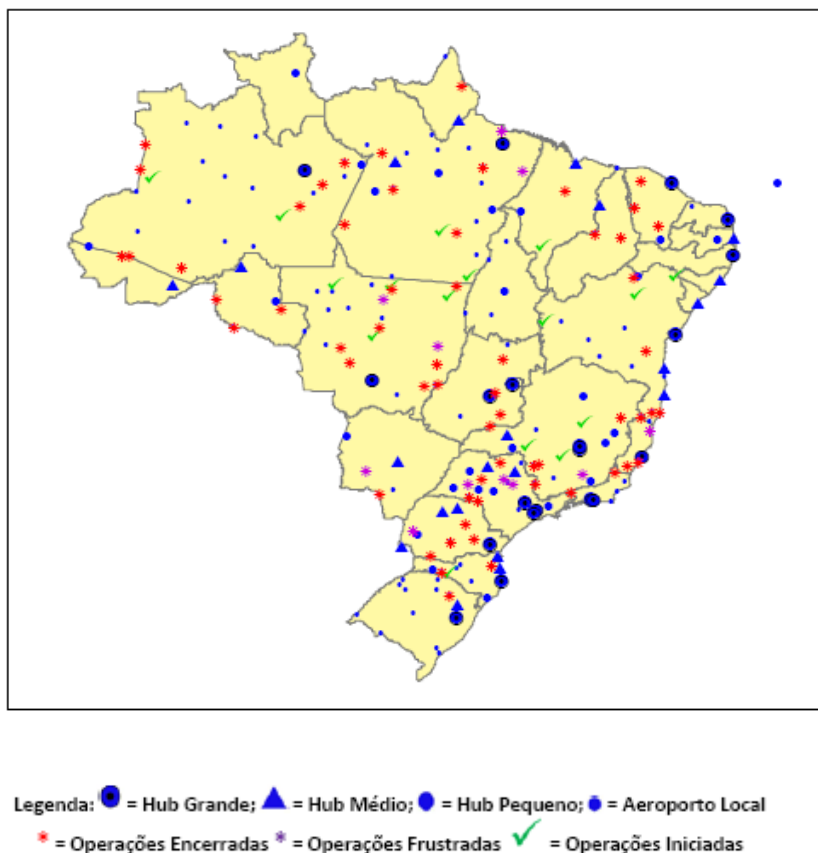 Legenda: = Hub Grande; = Hub Médio; = Hub Pequeno; = Aeroporto Local
* = Operações Encerradas * = Operações Frustradas ✓ = Operações Iniciadas